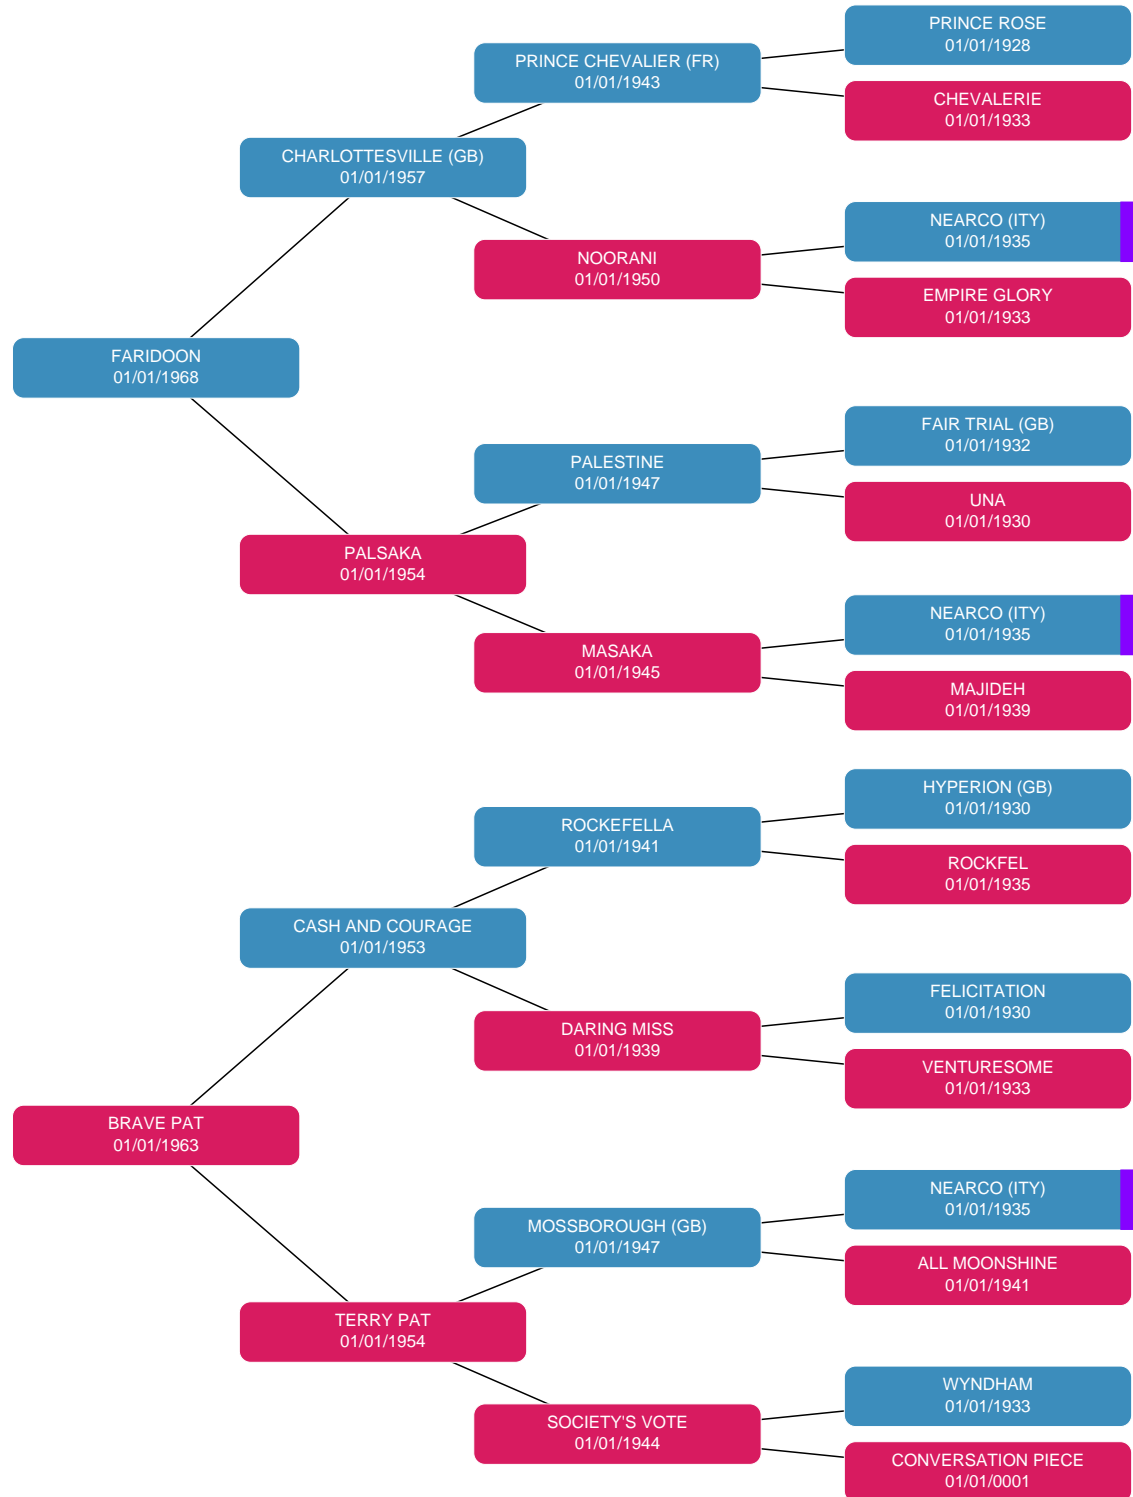 PRINCE ROSE
01/01/1928
PRINCE CHEVALIER (FR)
01/01/1943
CHEVALERIE
01/01/1933
CHARLOTTESVILLE (GB)
01/01/1957
NEARCO (ITY)
01/01/1935
NOORANI
01/01/1950
EMPIRE GLORY
01/01/1933
FARIDOON
01/01/1968
FAIR TRIAL (GB)
01/01/1932
PALESTINE
01/01/1947
UNA
01/01/1930
PALSAKA
01/01/1954
NEARCO (ITY)
01/01/1935
MASAKA
01/01/1945
MAJIDEH
01/01/1939
HYPERION (GB)
01/01/1930
ROCKEFELLA
01/01/1941
ROCKFEL
01/01/1935
CASH AND COURAGE
01/01/1953
FELICITATION
01/01/1930
DARING MISS
01/01/1939
VENTURESOME
01/01/1933
BRAVE PAT
01/01/1963
NEARCO (ITY)
01/01/1935
MOSSBOROUGH (GB)
01/01/1947
ALL MOONSHINE
01/01/1941
TERRY PAT
01/01/1954
WYNDHAM
01/01/1933
SOCIETY'S VOTE
01/01/1944
CONVERSATION PIECE
01/01/0001